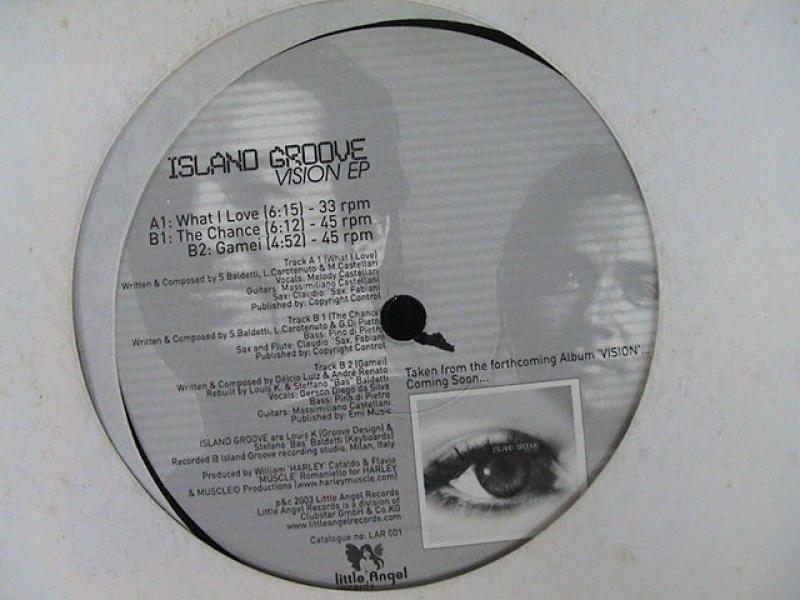 ISLAND GROOVE
VISION EP
A1: What I Love (6:15) - 33 rpm
B1: The Chance (6:12) - 45 rpm
B2: Gamei (4:52) - 45 rpm
Track A 1 (What I Love)
Written & Composed by S.Baldetti, L.Carotenuto & M.Castellari
Vocals: Melody Castellari
Guitars: Massimiliano Castellani
Sax: Claudio "Sax" Fabiani
Published by: Copyright Control
Track B 1 (The Chance
Written & Composed by S.Baldetti, L.Carotenuto & G.Di Pietro
Bass: Pino di Pietro
Sax and Flute: Claudio "Sax" Fabiani
Published by: Copyright Control
Track B 2 (Gamei)
Written & Composed by Délcio Luiz & André Renato
Rebuilt by Louis K. & Steffano "Bas" Baldetti
Vocals: Gerson Diego da Silva
Bass: Pino di Pietro
Guitars: Massimiliano Castellani
Published by: Emi Music
ISLAND GROOVE are Louis K (Groove Design) &
Stefano "Bas" Baldetti (Keyboards)
Recorded @ Island Groove recording studio, Milan, Italy
Produced by William 'HARLEY' Cataldo & Flavio
'MUSCLE' Romaniello for HARLEY
& MUSCLE© Productions (www.harleymuscle.com)
p&c 2003 Little Angel Records
Little Angel Records is a division of
Clubstar GmbH & Co.KG
www.littleangelrecords.com
Catalogue no: LAR 001
little Angel
records
Taken from the forthcoming Album 'VISION'...
Coming Soon...
ISLAND GROOVE